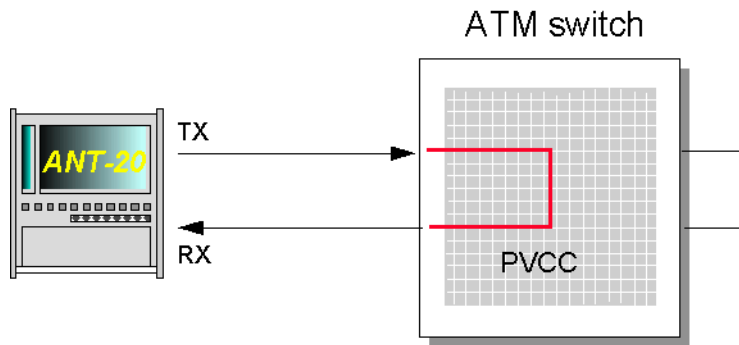 ATM switch
TX
ANT-20
RX
PVCC